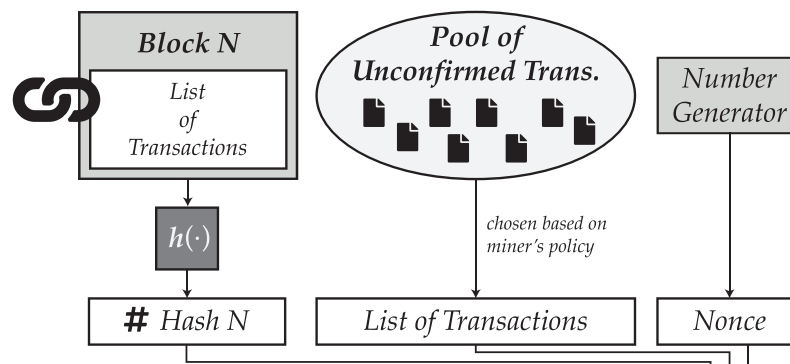 Block N
List
of
Transactions
Pool of
Unconfirmed Trans.
Number
Generator
h(·)
chosen based on
miner's policy
# Hash N
List of Transactions
Nonce